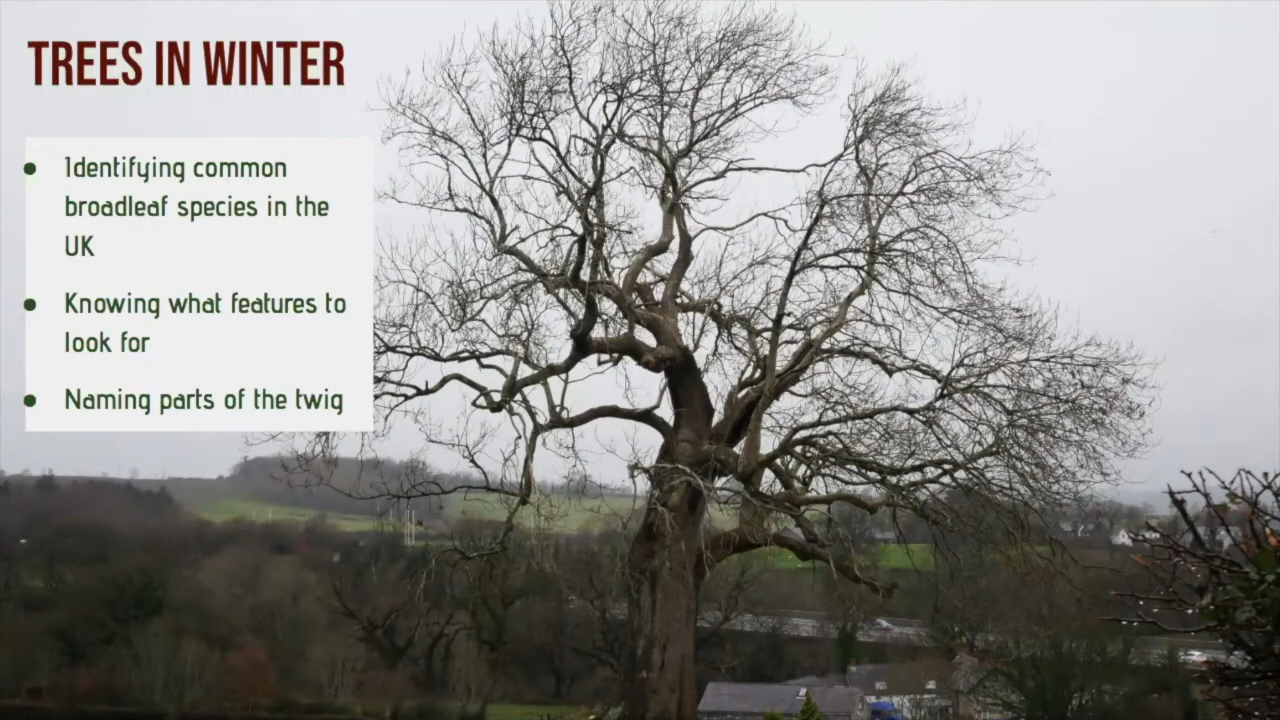 TREES IN WINTER
• Identifying common
broadleaf species in the
UK
• Knowing what features to
look for
• Naming parts of the twig